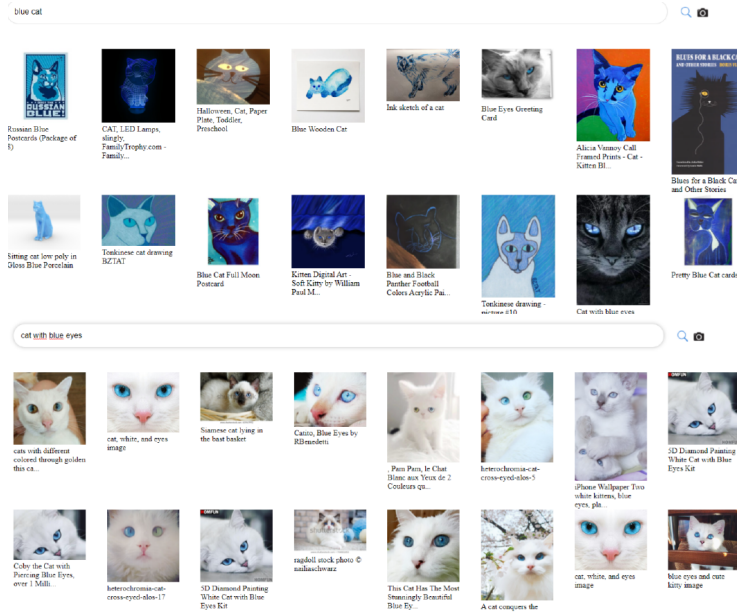 blue cat
RUSSIAN
BLUE!
Russian Blue
Postcards (Package of
8)
CAT, LED Lamps,
slingly,
FamilyTrophy.com -
Family...
Halloween, Cat, Paper
Plate, Toddler,
Preschool
Blue Wooden Cat
Ink sketch of a cat
Blue Eyes Greeting
Card
Alicia Vannoy Call
Framed Prints - Cat -
Kitten Bl...
BLUES FOR A BLACK CA
AND OTHER STORIES
Blues for a Black Ca
and Other Stories
Sitting cat low poly in
Gloss Blue Porcelain
Tonkinese cat drawing
BZTAT
Blue Cat Full Moon
Postcard
Kitten Digital Art -
Soft Kitty by William
Paul M...
Blue and Black
Panther Football
Colors Acrylic Pai...
Tonkinese drawing -
picture #10
Cat with blue eyes
Pretty Blue Cat cards
cat with blue eyes
cats with different
colored through golden
this ca...
cat, white, and eyes
image
Siamese cat lying in
the bast basket
Catito, Blue Eyes by
RBenedetti
, Pam Pam, le Chat
Blanc aux Yeux de 2
Couleurs qu...
heterochromia-cat-
cross-eyed-alos-5
iPhone Wallpaper Two
white kittens, blue
eyes, pla...
5D Diamond Painting
White Cat with Blue
Eyes Kit
Coby the Cat with
Piercing Blue Eyes,
over 1 Milli...
heterochromia-cat-
cross-eyed-alos-17
5D Diamond Painting
White Cat with Blue
Eyes Kit
ragdoll stock photo ©
nailiaschwarz
This Cat Has The Most
Stunningly Beautiful
Blue Ey...
A cat conquers the
cat, white, and eyes
image
blue eyes and cute
kitty image